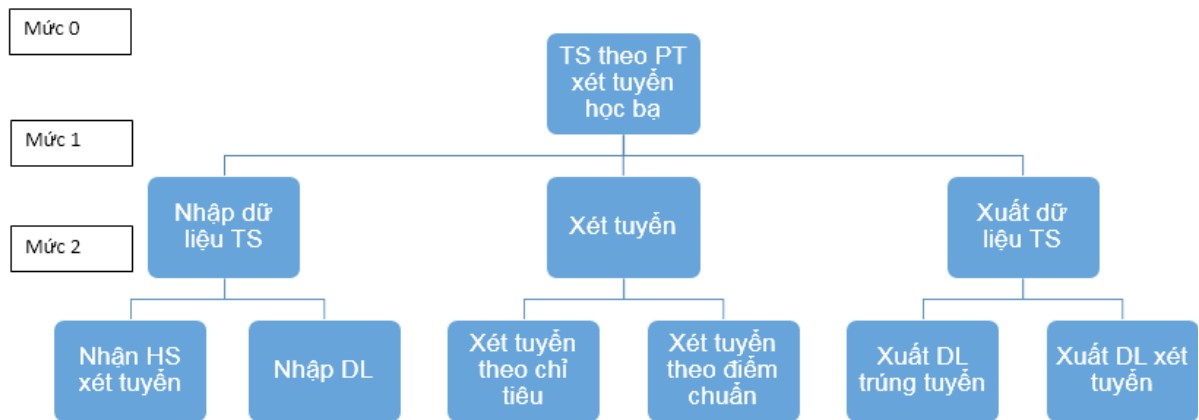 Mức 0
TS theo PT
xét tuyển
học bạ
Mức 1
Nhập dữ
liệu TS
Xét tuyển
Xuất dữ
liệu TS
Mức 2
Nhận HS
xét tuyển
Nhập DL
Xét tuyển
theo chỉ
tiêu
Xét tuyển
theo điểm
chuẩn
Xuất DL
trúng tuyển
Xuất DL xét
tuyển